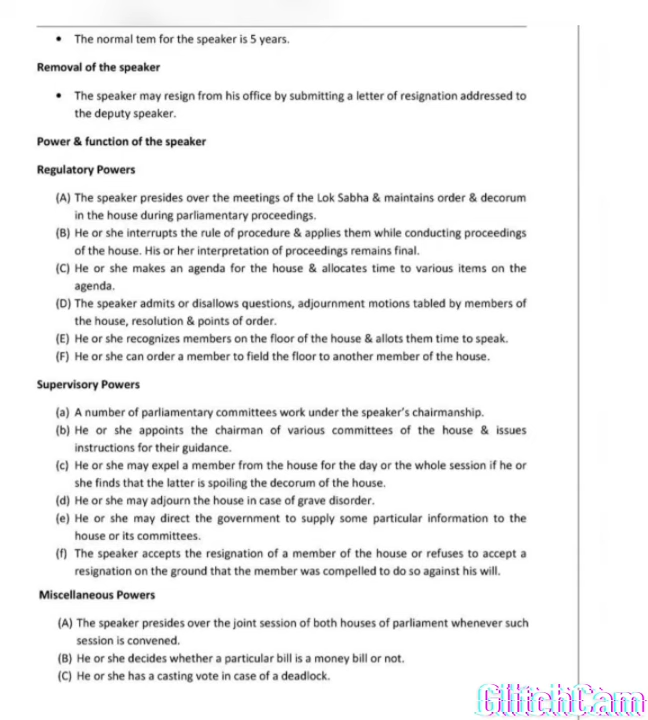 • The normal tem for the speaker is 5 years.
Removal of the speaker
• The speaker may resign from his office by submitting a letter of resignation addressed to
the deputy speaker.
Power & function of the speaker
Regulatory Powers
(A) The speaker presides over the meetings of the Lok Sabha & maintains order & decorum
in the house during parliamentary proceedings.
(B) He or she interrupts the rule of procedure & applies them while conducting proceedings
of the house. His or her interpretation of proceedings remains final.
(C) He or she makes an agenda for the house & allocates time to various items on the
agenda.
(D) The speaker admits or disallows questions, adjournment motions tabled by members of
the house, resolution & points of order.
(E) He or she recognizes members on the floor of the house & allots them time to speak.
(F) He or she can order a member to field the floor to another member of the house.
Supervisory Powers
(a) A number of parliamentary committees work under the speaker's chairmanship.
(b) He or she appoints the chairman of various committees of the house & issues
instructions for their guidance.
(c) He or she may expel a member from the house for the day or the whole session if he or
she finds that the latter is spoiling the decorum of the house.
(d) He or she may adjourn the house in case of grave disorder.
(e) He or she may direct the government to supply some particular information to the
house or its committees.
(f) The speaker accepts the resignation of a member of the house or refuses to accept a
resignation on the ground that the member was compelled to do so against his will.
Miscellaneous Powers
(A) The speaker presides over the joint session of both houses of parliament whenever such
session is convened.
(B) He or she decides whether a particular bill is a money bill or not.
(C) He or she has a casting vote in case of a deadlock.
GlitchCam